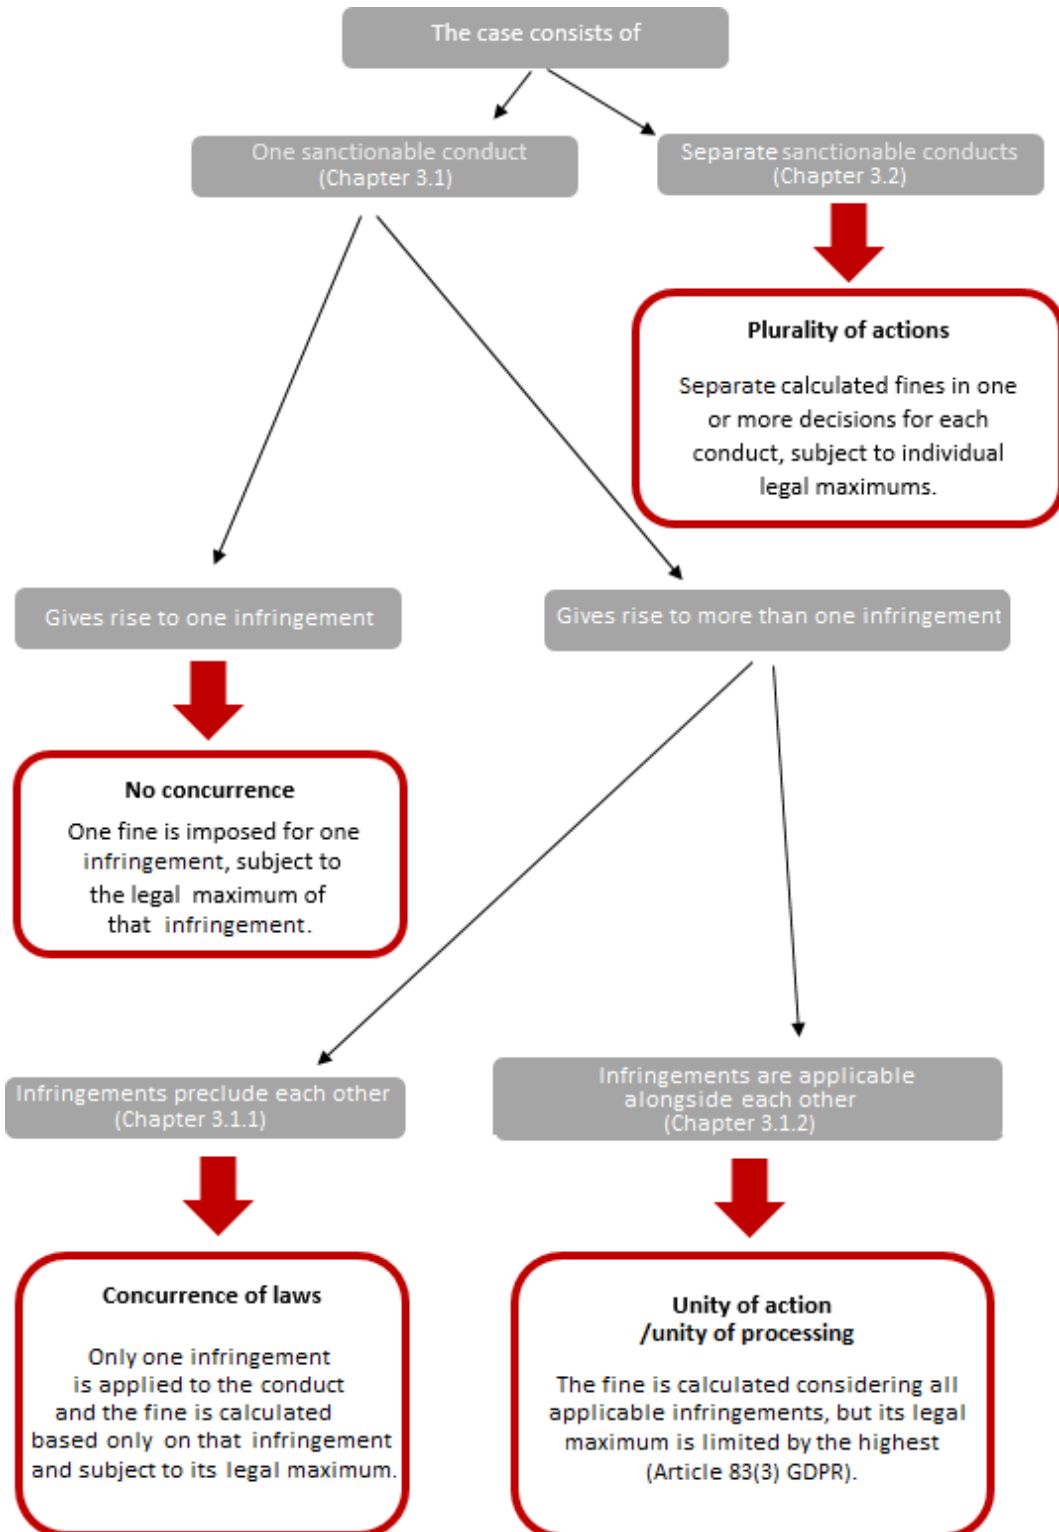 The case consists of
One sanctionable conduct
(Chapter 3.1)
Separate sanctionable conducts
(Chapter 3.2)
Plurality of actions
Separate calculated fines in one
or more decisions for each
conduct, subject to individual
legal maximums.
Gives rise to one infringement
Gives rise to more than one infringement
No concurrence
One fine is imposed for one
infringement, subject to
the legal maximum of
that infringement.
Infringements preclude each other
(Chapter 3.1.1)
Infringements are applicable
alongside each other
(Chapter 3.1.2)
Concurrence of laws
Only one infringement
is applied to the conduct
and the fine is calculated
based only on that infringement
and subject to its legal maximum.
Unity of action
/unity of processing
The fine is calculated considering all
applicable infringements, but its legal
maximum is limited by the highest
(Article 83(3) GDPR).